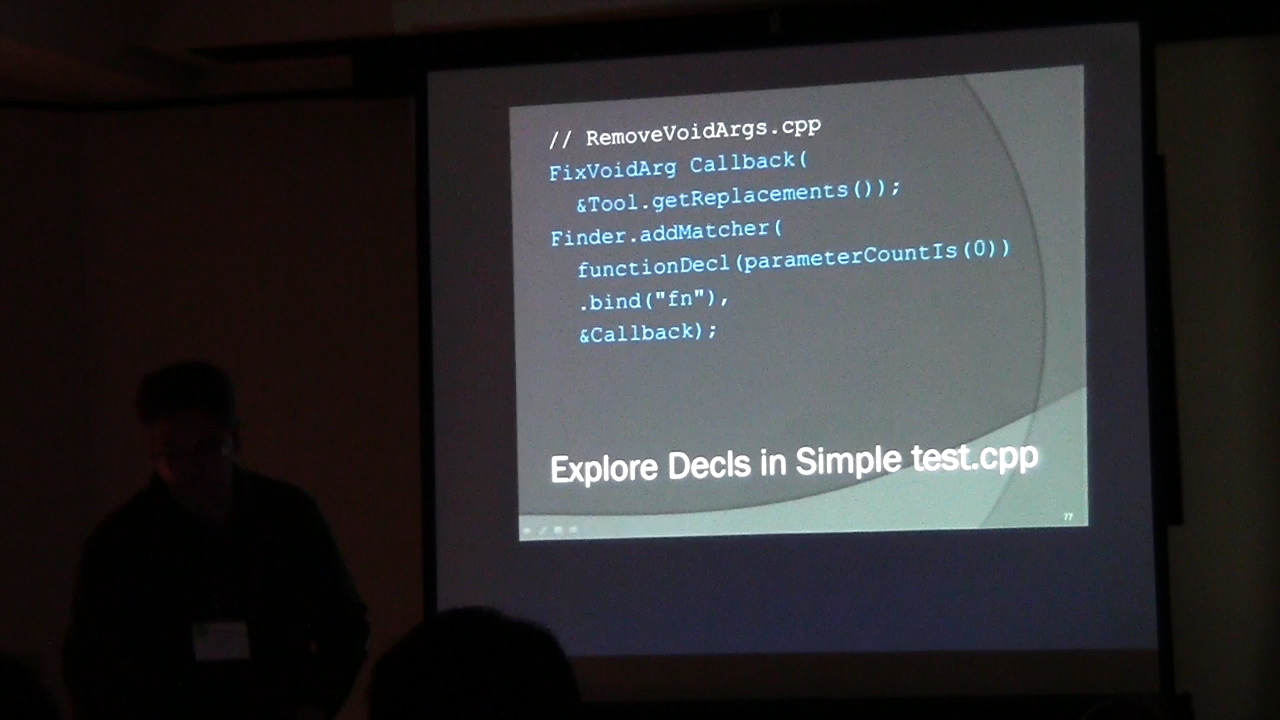 // RemoveVoidArgs.cpp
FixVoidArg Callback(
&Tool.getReplacements());
Finder.addMatcher(
functionDecl(parameterCountIs(0))
.bind("fn"),
&Callback);
Explore Decls in Simple test.cpp
77